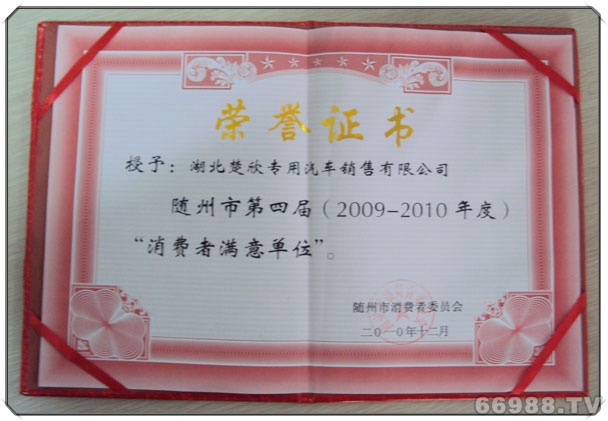 荣誉证书
授予：湖北楚欣专用汽车销售有限公司
随州市第四届（2009-2010年度）
“消费者满意单位”。
随州市消费者委员会
二〇一〇年十二月
66988.TV